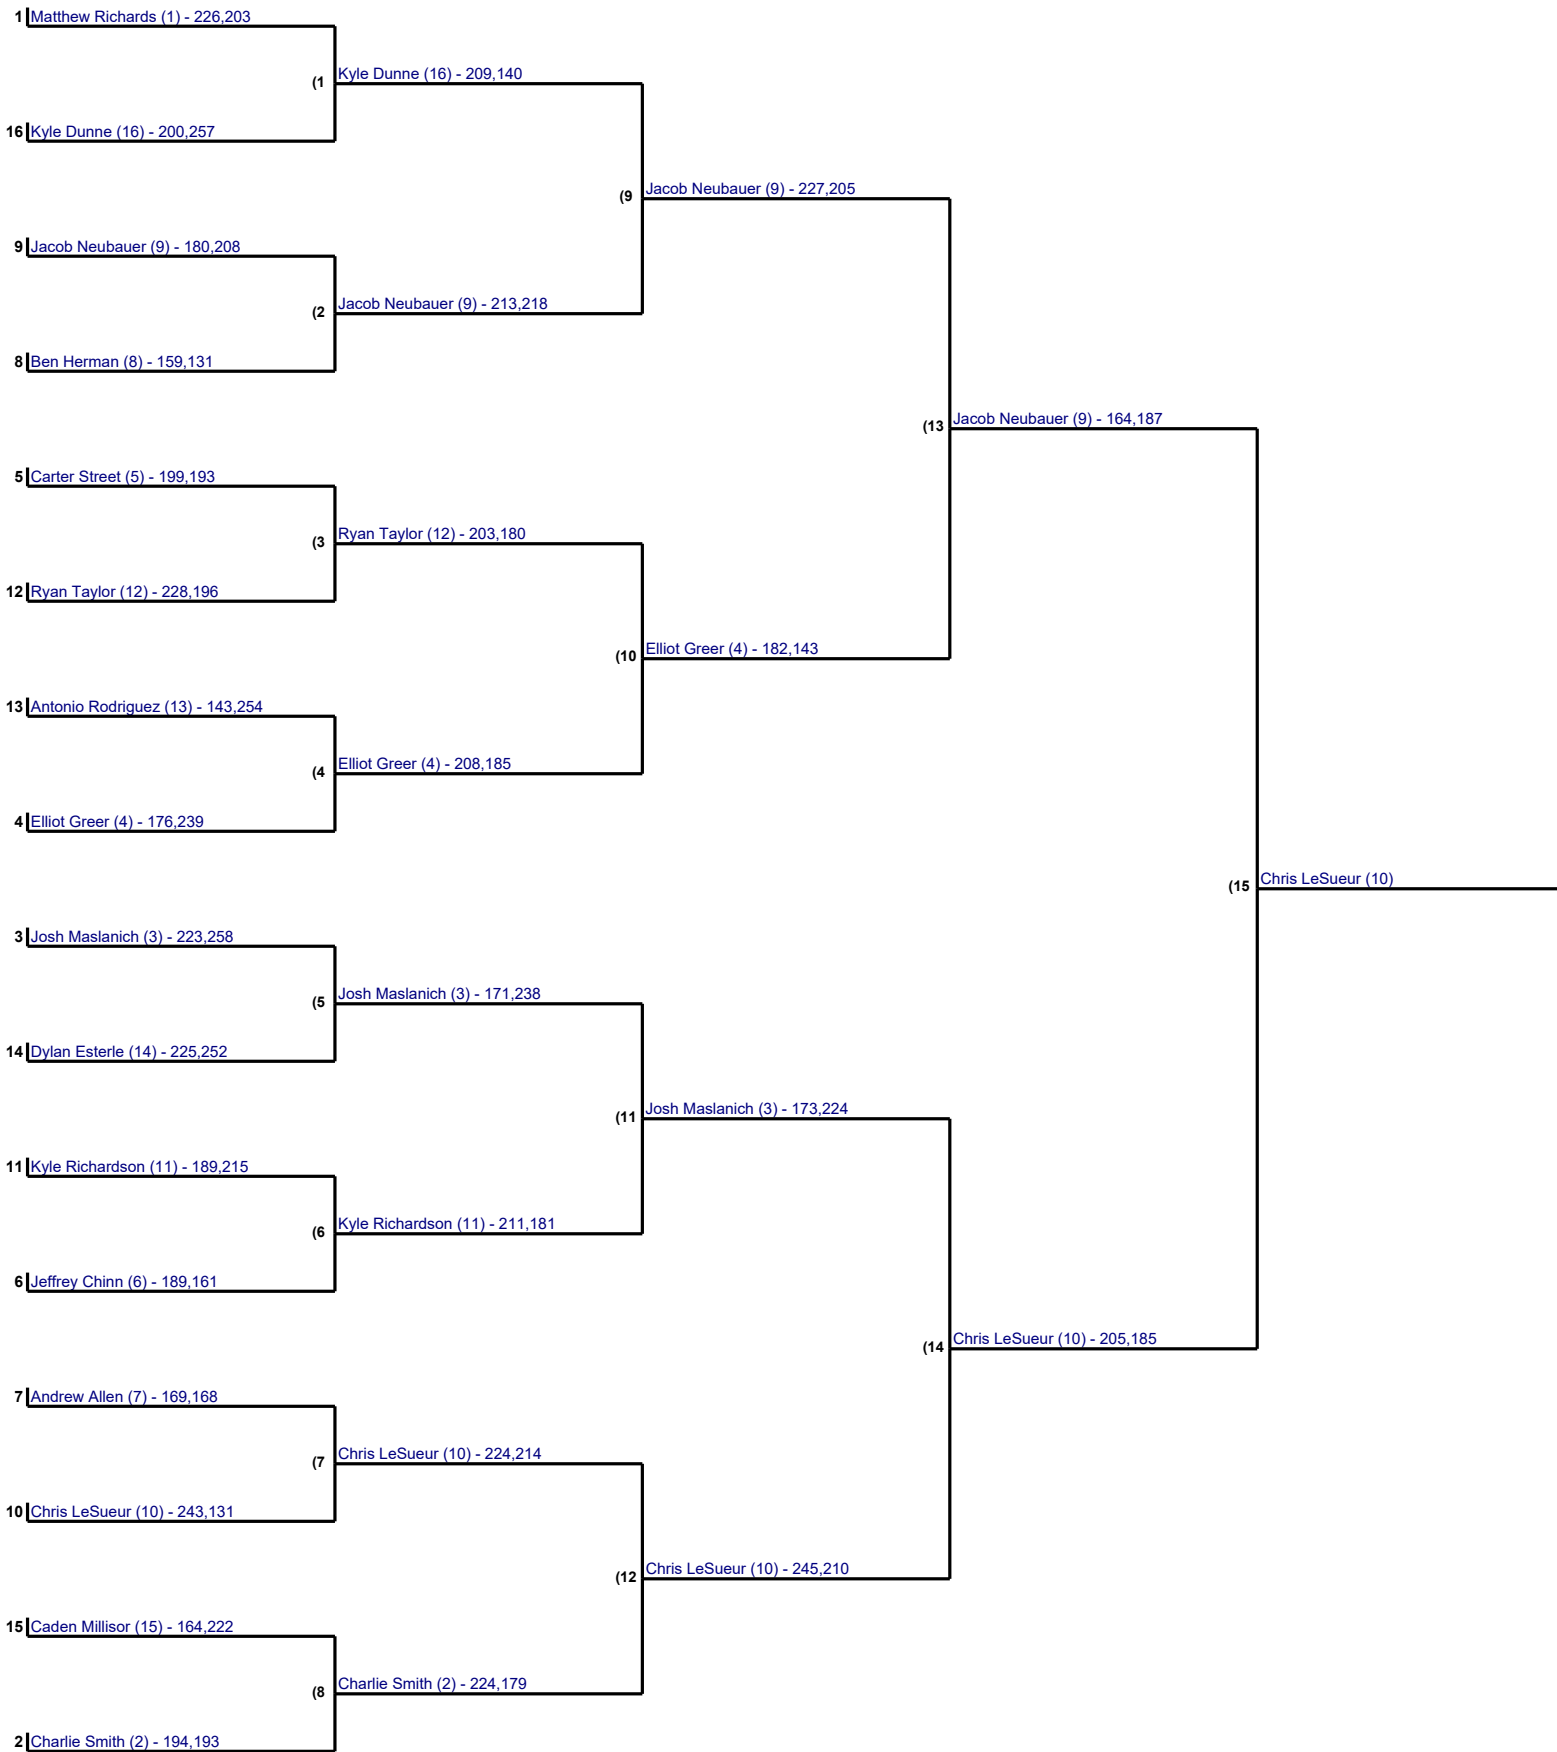 1 Matthew Richards (1) - 226,203
(1 Kyle Dunne (16) - 209,140
16 Kyle Dunne (16) - 200,257
(9 Jacob Neubauer (9) - 227,205
9 Jacob Neubauer (9) - 180,208
(2 Jacob Neubauer (9) - 213,218
8 Ben Herman (8) - 159,131
(13 Jacob Neubauer (9) - 164,187
5 Carter Street (5) - 199,193
(3 Ryan Taylor (12) - 203,180
12 Ryan Taylor (12) - 228,196
(10 Elliot Greer (4) - 182,143
13 Antonio Rodriguez (13) - 143,254
(4 Elliot Greer (4) - 208,185
4 Elliot Greer (4) - 176,239
(15 Chris LeSueur (10)
3 Josh Maslanich (3) - 223,258
(5 Josh Maslanich (3) - 171,238
14 Dylan Esterle (14) - 225,252
(11 Josh Maslanich (3) - 173,224
11 Kyle Richardson (11) - 189,215
(6 Kyle Richardson (11) - 211,181
6 Jeffrey Chinn (6) - 189,161
(14 Chris LeSueur (10) - 205,185
7 Andrew Allen (7) - 169,168
(7 Chris LeSueur (10) - 224,214
10 Chris LeSueur (10) - 243,131
(12 Chris LeSueur (10) - 245,210
15 Caden Millisor (15) - 164,222
(8 Charlie Smith (2) - 224,179
2 Charlie Smith (2) - 194,193